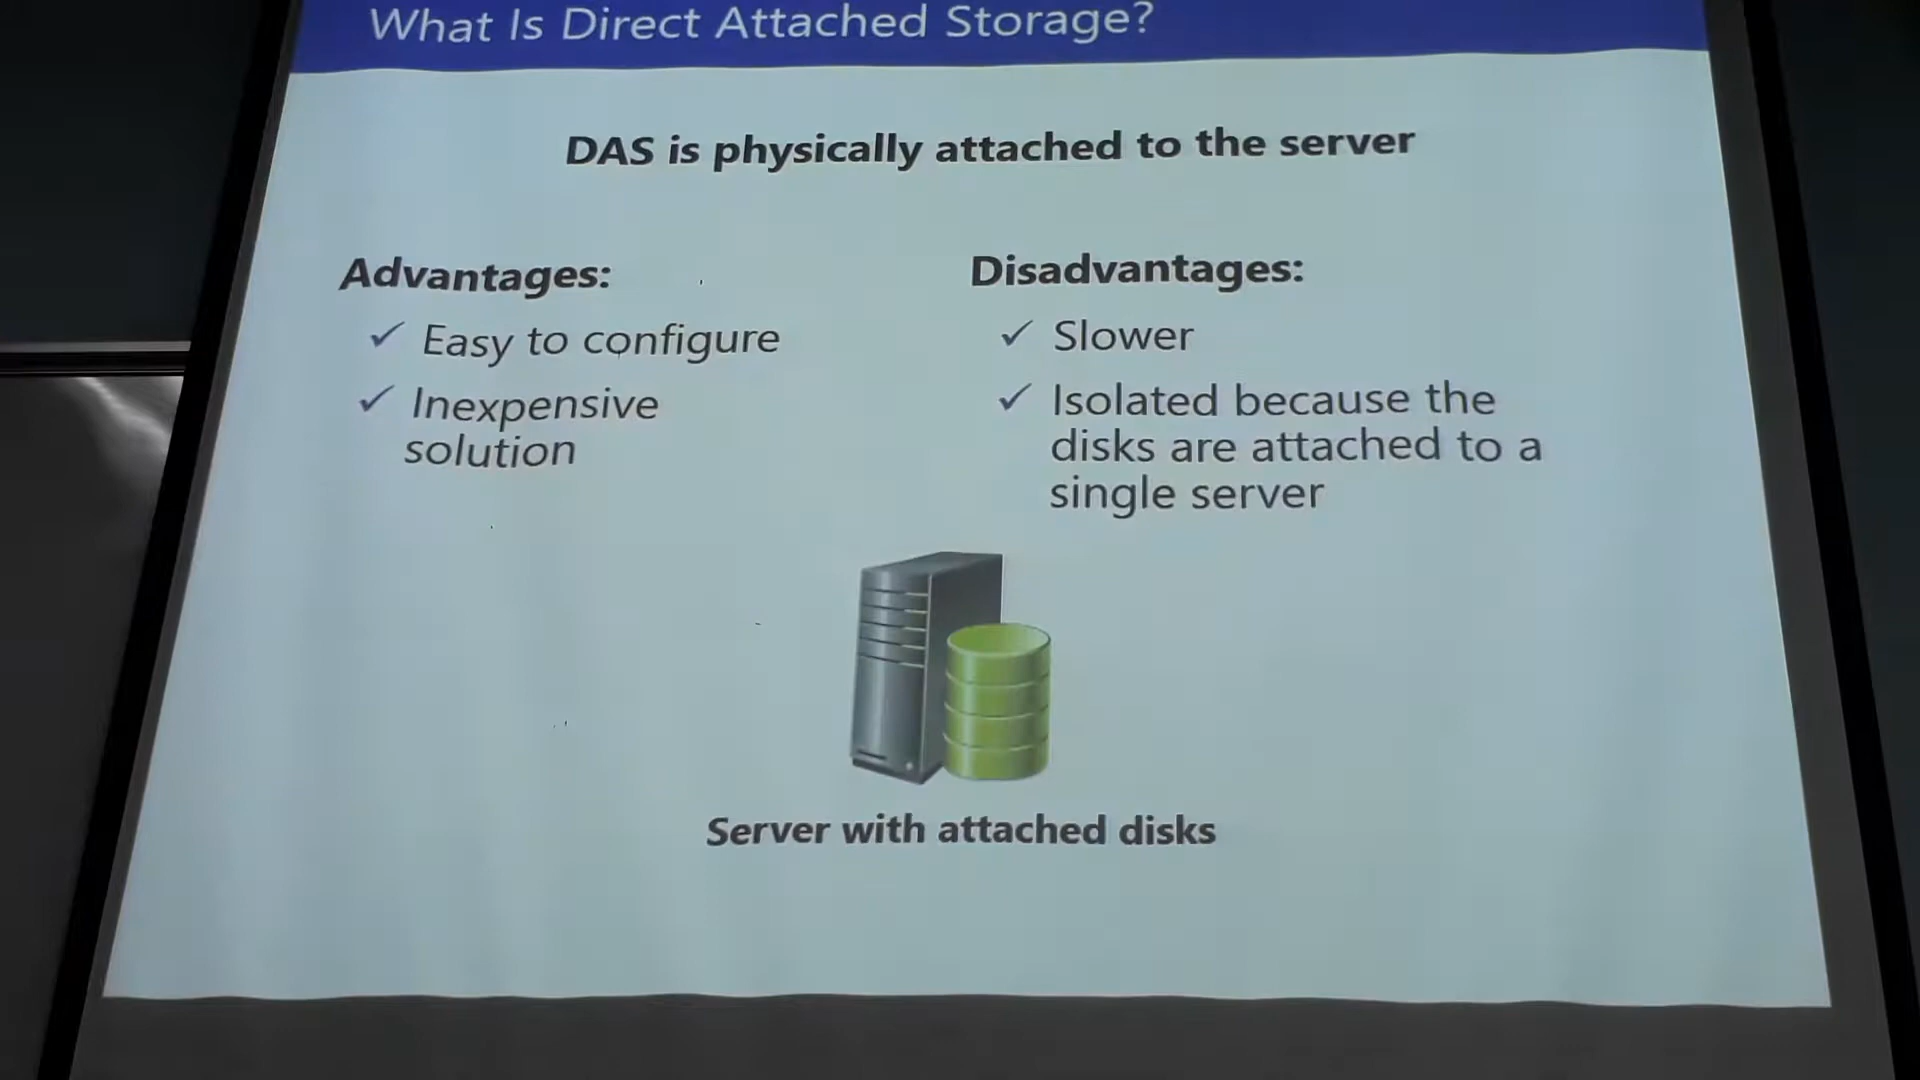 What Is Direct Attached Storage?
DAS is physically attached to the server
Advantages:
✓ Easy to configure
✓ Inexpensive
solution
Disadvantages:
✓ Slower
✓ Isolated because the
disks are attached to a
single server
Server with attached disks